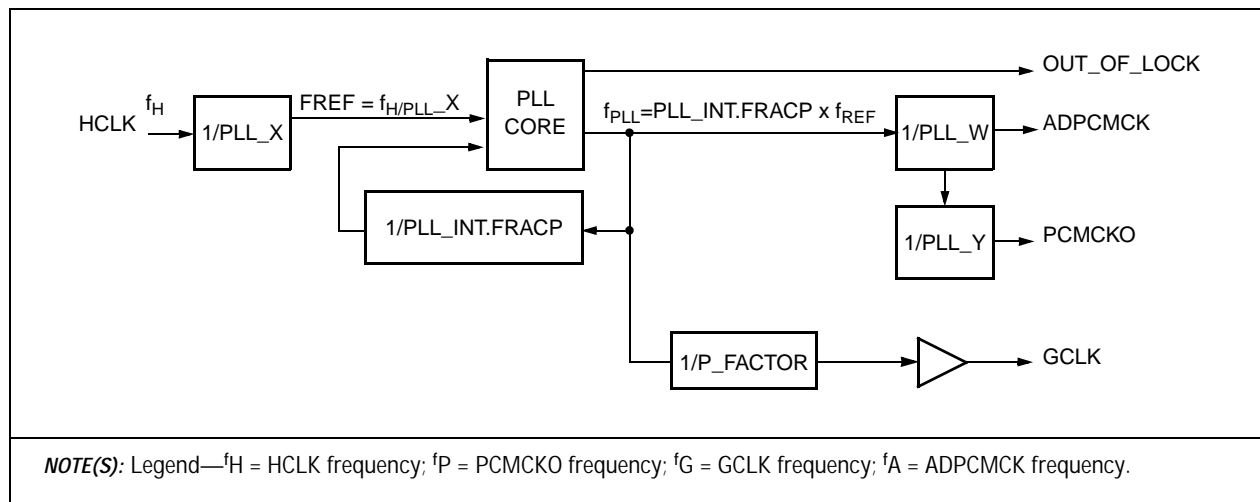 OUT_OF_LOCK
PLL
CORE
fH
FREF = fH/PLL_X
fPLL=PLL_INT.FRACP x fREF
HCLK
1/PLL_X
1/PLL_W
ADPCMCK
1/PLL_INT.FRACP
1/PLL_Y
PCMCKO
1/P_FACTOR
GCLK
NOTE(S): Legend—fH = HCLK frequency; fP = PCMCKO frequency; fG = GCLK frequency; fA = ADPCMCK frequency.